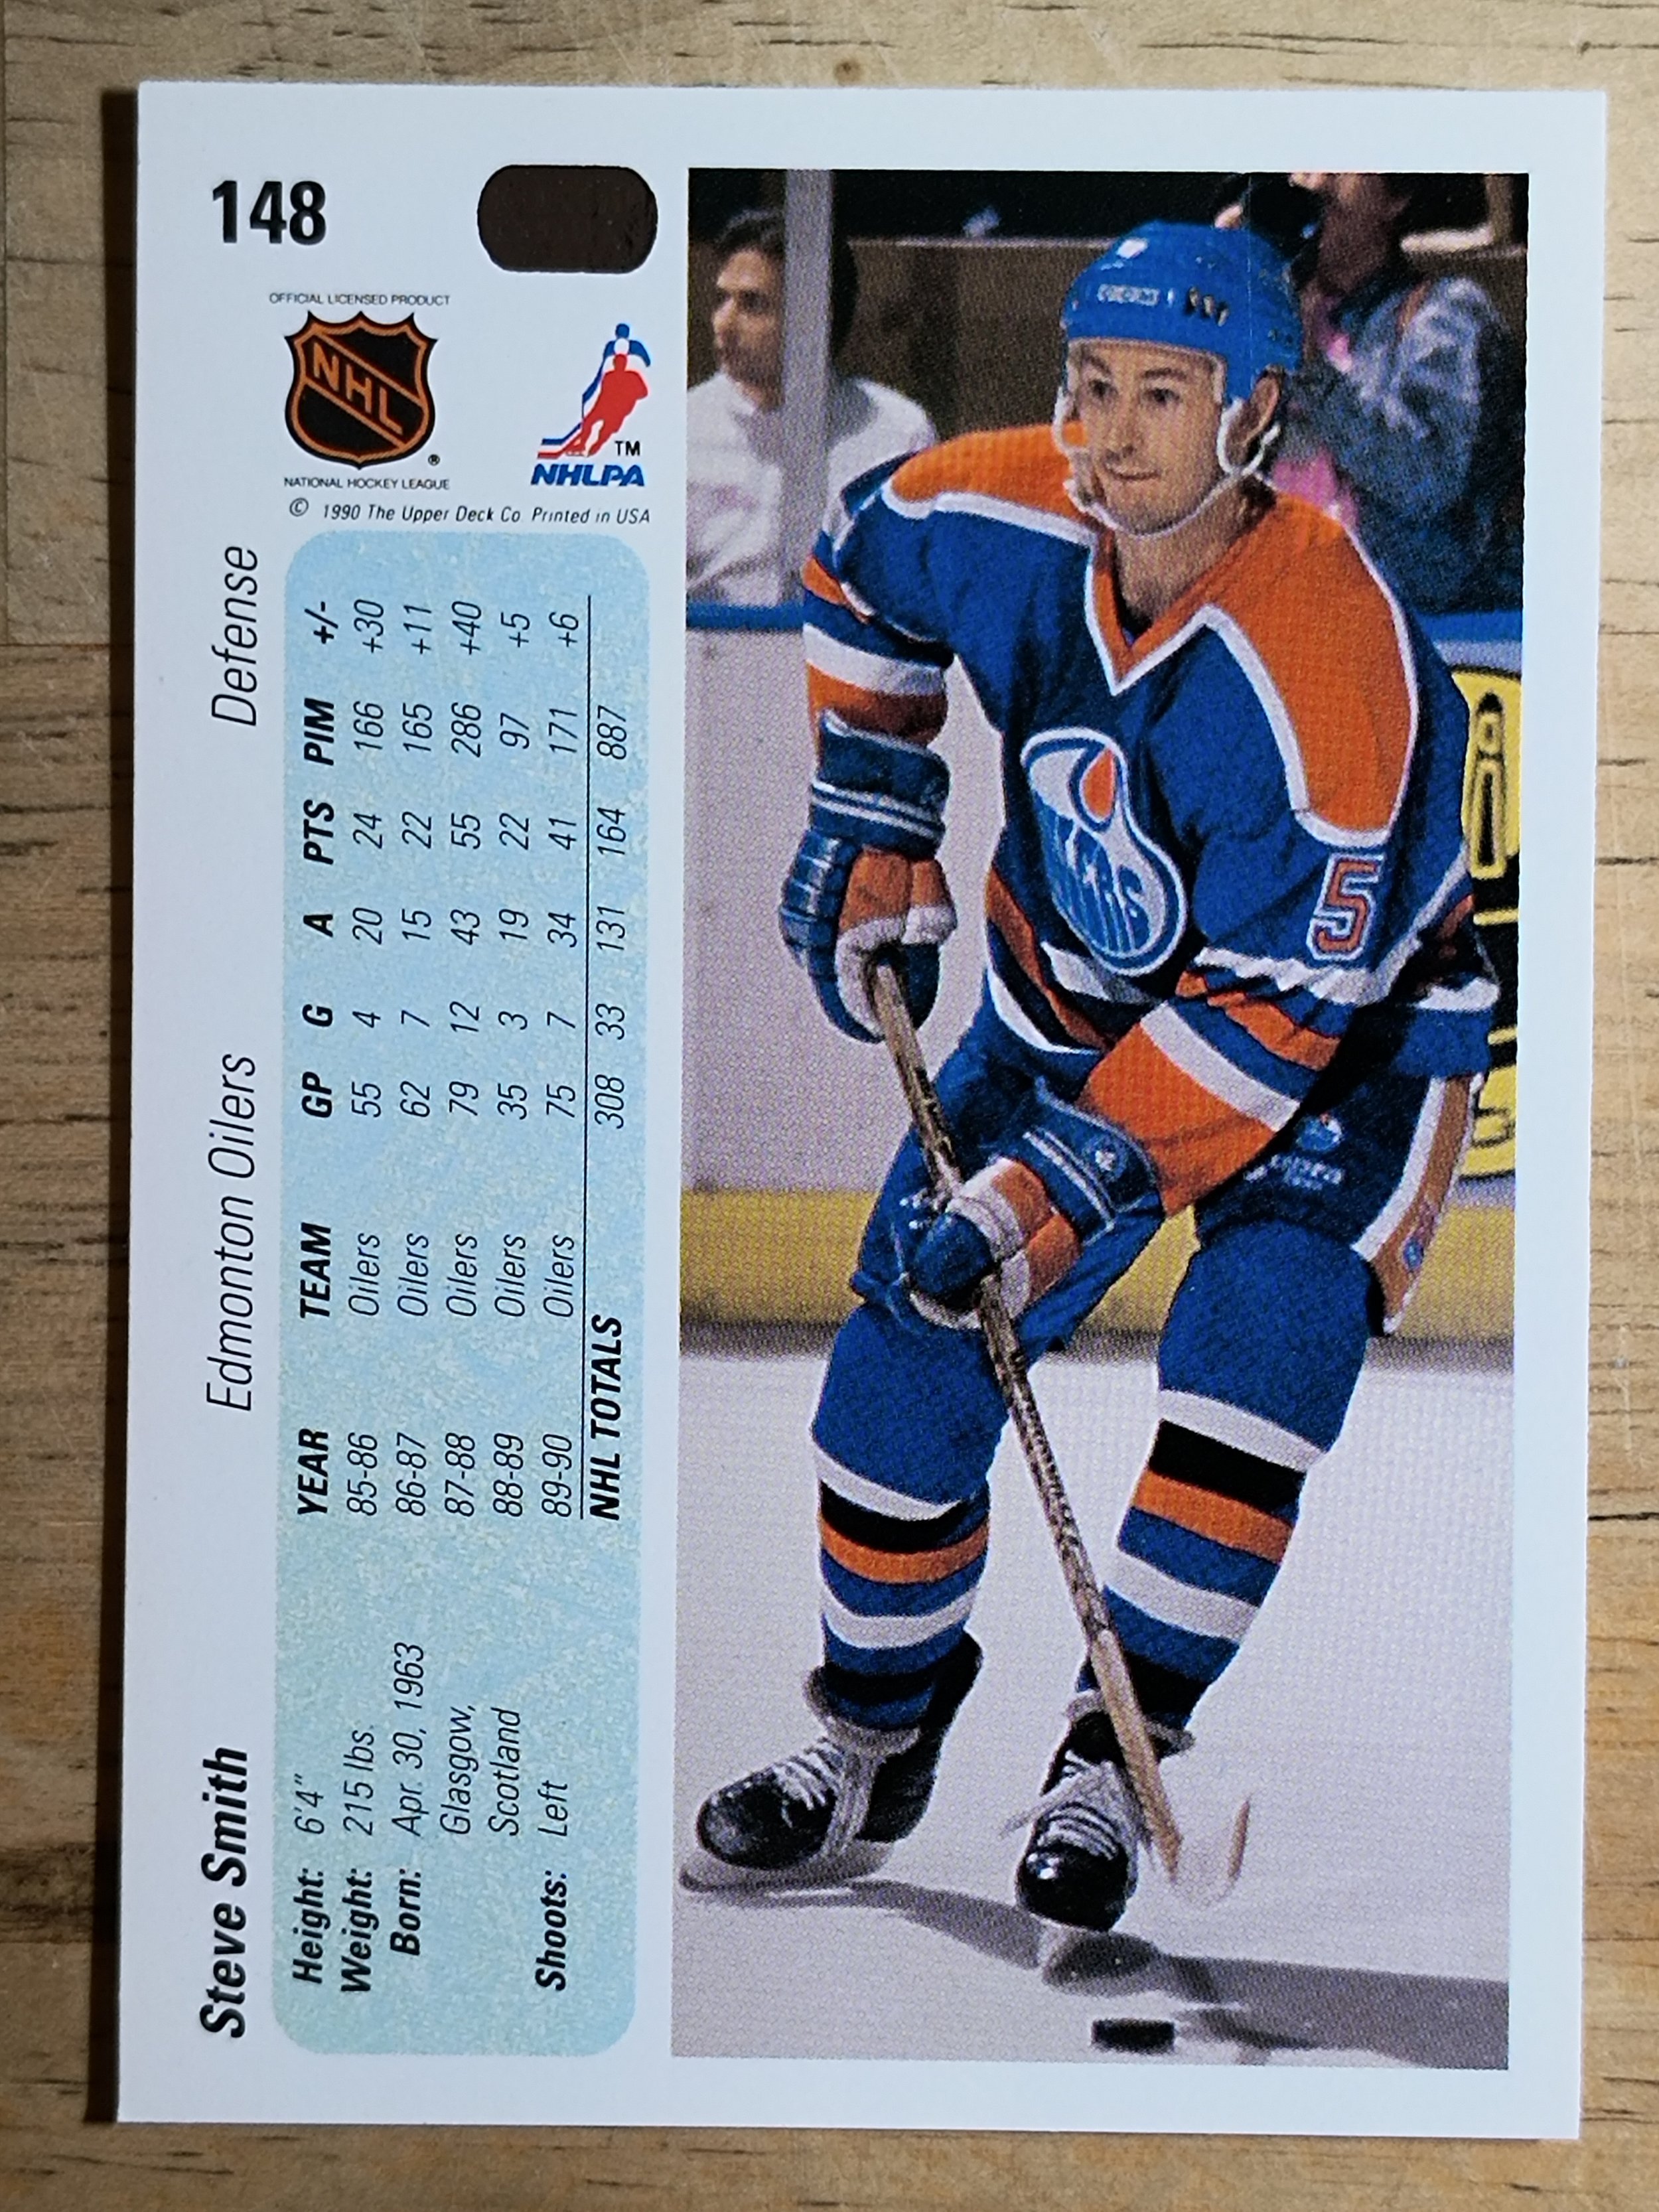 148
OFFICIAL LICENSED PRODUCT
NHL
®
NATIONAL HOCKEY LEAGUE
TM
NHLPA
© 1990 The Upper Deck Co. Printed in USA
Steve Smith Edmonton Oilers Defense
Height: 6'4"
Weight: 215 lbs.
Born: Apr. 30, 1963
Glasgow,
Scotland
Shoots: Left
YEAR TEAM GP G A PTS PIM +/-
85-86 Oilers 55 4 20 24 166 +30
86-87 Oilers 62 7 15 22 165 +11
87-88 Oilers 79 12 43 55 286 +40
88-89 Oilers 35 3 19 22 97 +5
89-90 Oilers 75 7 34 41 171 +6
NHL TOTALS 308 33 131 164 887
OILERS
5